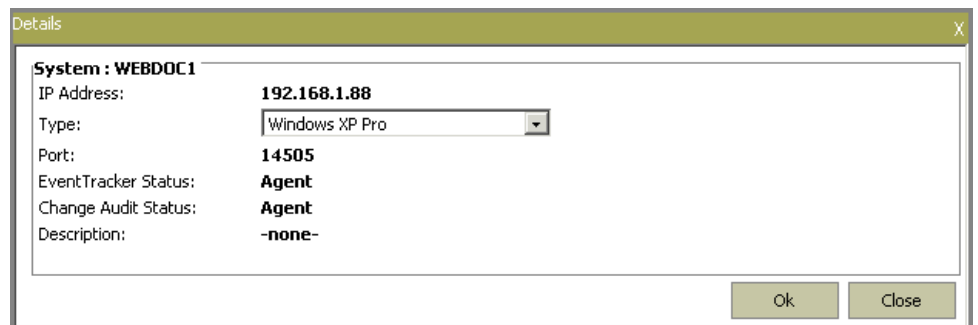 Details X
System : WEBDOC1
IP Address: 192.168.1.88
Type: Windows XP Pro
Port: 14505
EventTracker Status: Agent
Change Audit Status: Agent
Description: -none-
Ok Close